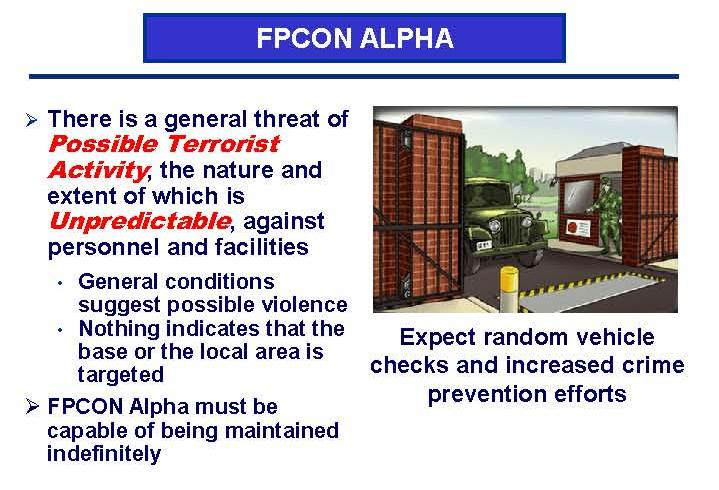 FPCON ALPHA
There is a general threat of
Possible Terrorist
Activity, the nature and
extent of which is
Unpredictable, against
personnel and facilities
General conditions
suggest possible violence
Nothing indicates that the
base or the local area is
targeted
FPCON Alpha must be
capable of being maintained
indefinitely
Expect random vehicle
checks and increased crime
prevention efforts